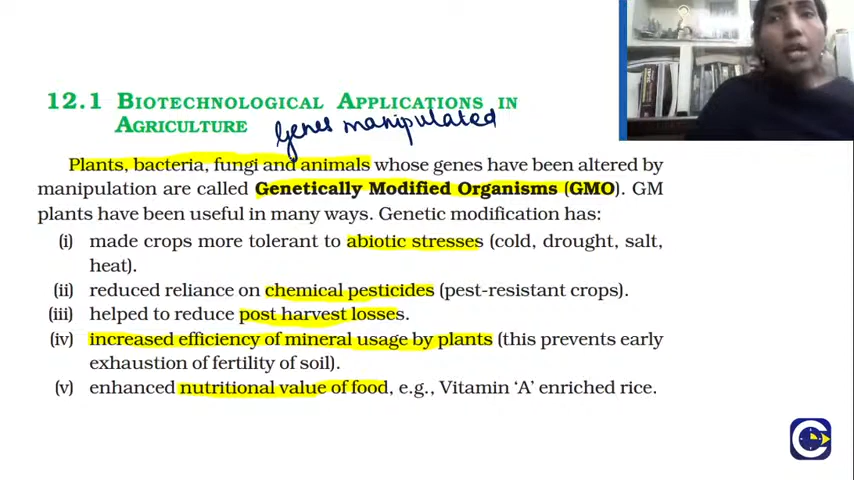 12.1 BIOTECHNOLOGICAL APPLICATIONS IN
AGRICULTURE
Genes manipulated
Plants, bacteria, fungi and animals whose genes have been altered by
manipulation are called Genetically Modified Organisms (GMO). GM
plants have been useful in many ways. Genetic modification has:
(i) made crops more tolerant to abiotic stresses (cold, drought, salt,
heat).
(ii) reduced reliance on chemical pesticides (pest-resistant crops).
(iii) helped to reduce post harvest losses.
(iv) increased efficiency of mineral usage by plants (this prevents early
exhaustion of fertility of soil).
(v) enhanced nutritional value of food, e.g., Vitamin ‘A’ enriched rice.